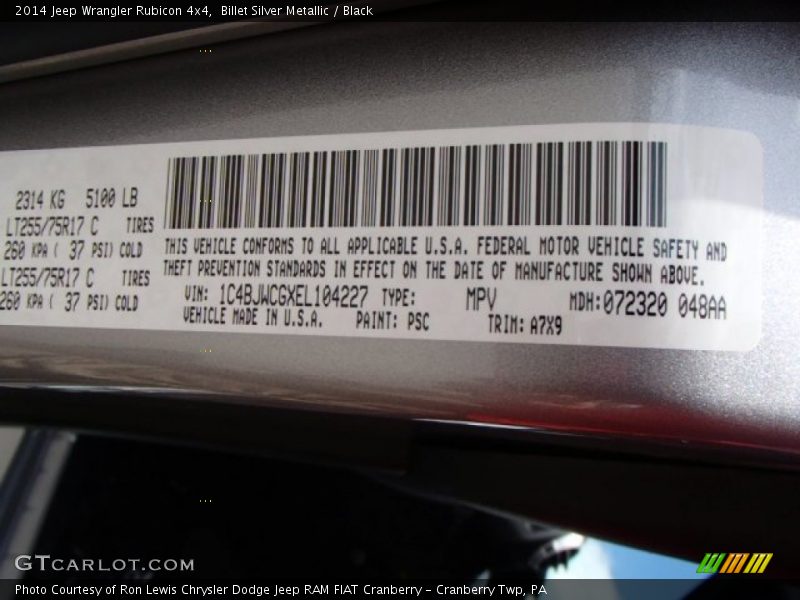 2014 Jeep Wrangler Rubicon 4x4, Billet Silver Metallic / Black
2314 KG 5100 LB
LT255/75R17 C TIRES
260 KPA ( 37 PSI) COLD
LT255/75R17 C TIRES
260 KPA ( 37 PSI) COLD
THIS VEHICLE CONFORMS TO ALL APPLICABLE U.S.A. FEDERAL MOTOR VEHICLE SAFETY AND
THEFT PREVENTION STANDARDS IN EFFECT ON THE DATE OF MANUFACTURE SHOWN ABOVE.
VIN: 1C4BJWCGXEL104227 TYPE: MPV MDH:072320 048AA
VEHICLE MADE IN U.S.A. PAINT: PSC TRIM: A7X9
GTCARLOT.COM
Photo Courtesy of Ron Lewis Chrysler Dodge Jeep RAM FIAT Cranberry - Cranberry Twp, PA